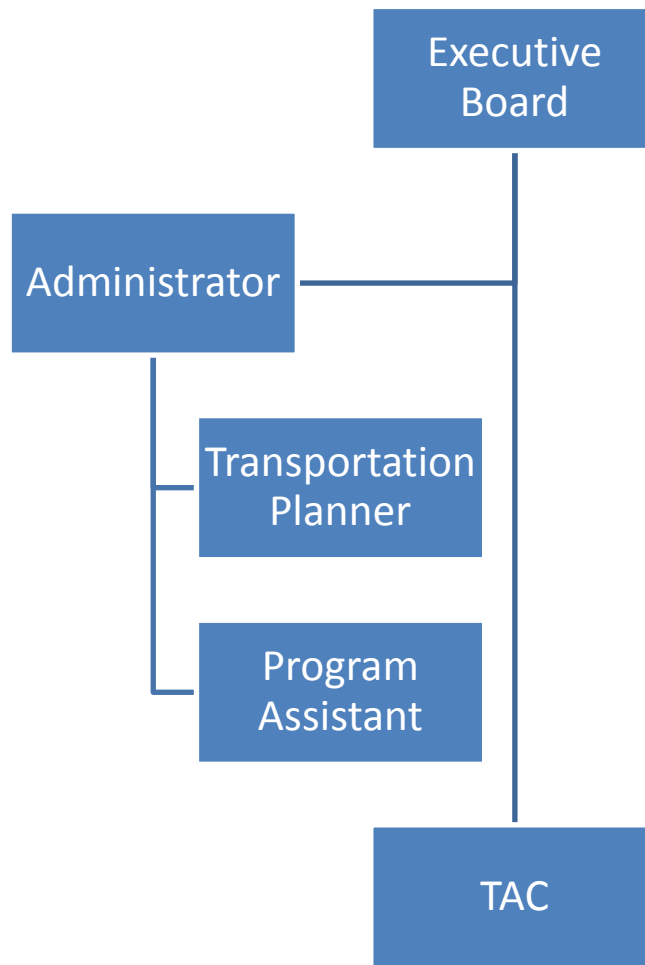 Executive
Board
Administrator
Transportation
Planner
Program
Assistant
TAC